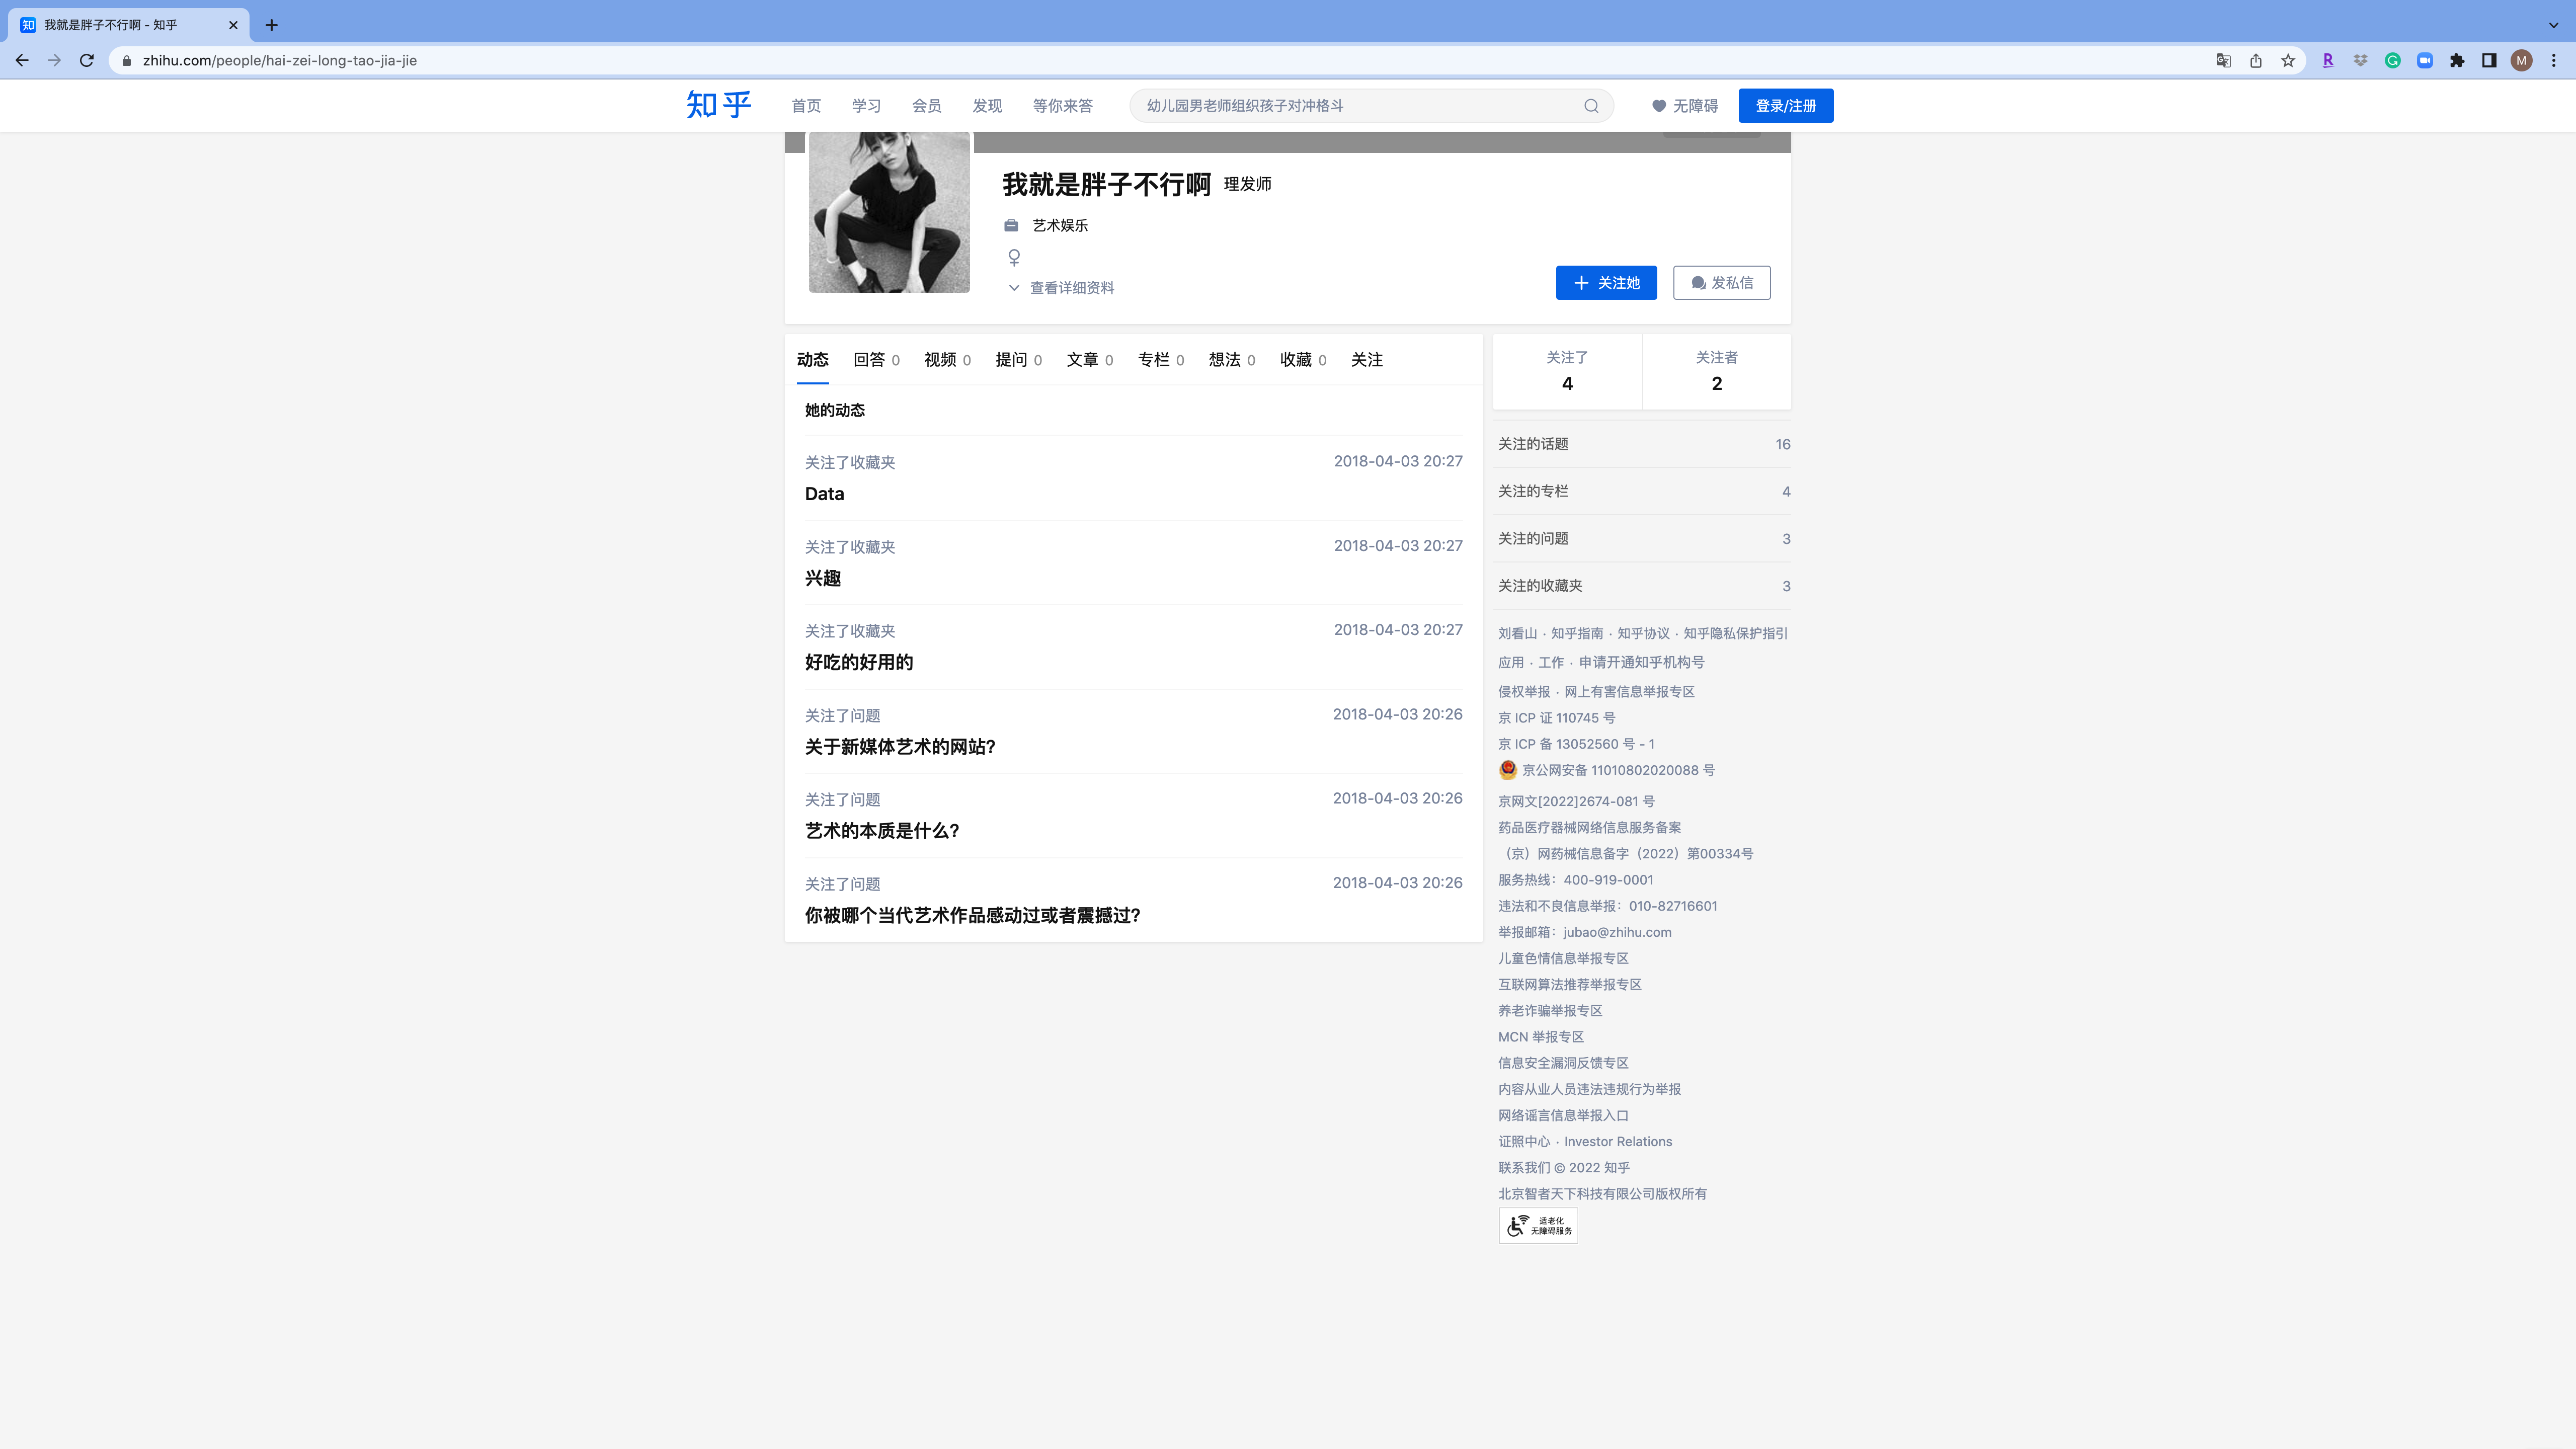 我就是胖子不行啊 - 知乎
zhihu.com/people/hai-zei-long-tao-jia-jie
M
知乎 首页 学习 会员 发现 等你来答 幼儿园男老师组织孩子对冲格斗 无障碍 登录/注册
我就是胖子不行啊 理发师
艺术娱乐
查看详细资料
关注她 发私信
动态 回答 0 视频 0 提问 0 文章 0 专栏 0 想法 0 收藏 0 关注
她的动态
关注了收藏夹 2018-04-03 20:27
Data
关注了收藏夹 2018-04-03 20:27
兴趣
关注了收藏夹 2018-04-03 20:27
好吃的好用的
关注了问题 2018-04-03 20:26
关于新媒体艺术的网站?
关注了问题 2018-04-03 20:26
艺术的本质是什么?
关注了问题 2018-04-03 20:26
你被哪个当代艺术作品感动过或者震撼过?
关注了 关注者
4 2
关注的话题 16
关注的专栏 4
关注的问题 3
关注的收藏夹 3
刘看山 · 知乎指南 · 知乎协议 · 知乎隐私保护指引
应用 · 工作 · 申请开通知乎机构号
侵权举报 · 网上有害信息举报专区
京 ICP 证 110745 号
京 ICP 备 13052560 号 - 1
京公网安备 11010802020088 号
京网文[2022]2674-081 号
药品医疗器械网络信息服务备案
（京）网药械信息备字（2022）第00334号
服务热线：400-919-0001
违法和不良信息举报：010-82716601
举报邮箱：jubao@zhihu.com
儿童色情信息举报专区
互联网算法推荐举报专区
养老诈骗举报专区
MCN 举报专区
信息安全漏洞反馈专区
内容从业人员违法违规行为举报
网络谣言信息举报入口
证照中心 · Investor Relations
联系我们 © 2022 知乎
北京智者天下科技有限公司版权所有
适老化
无障碍服务